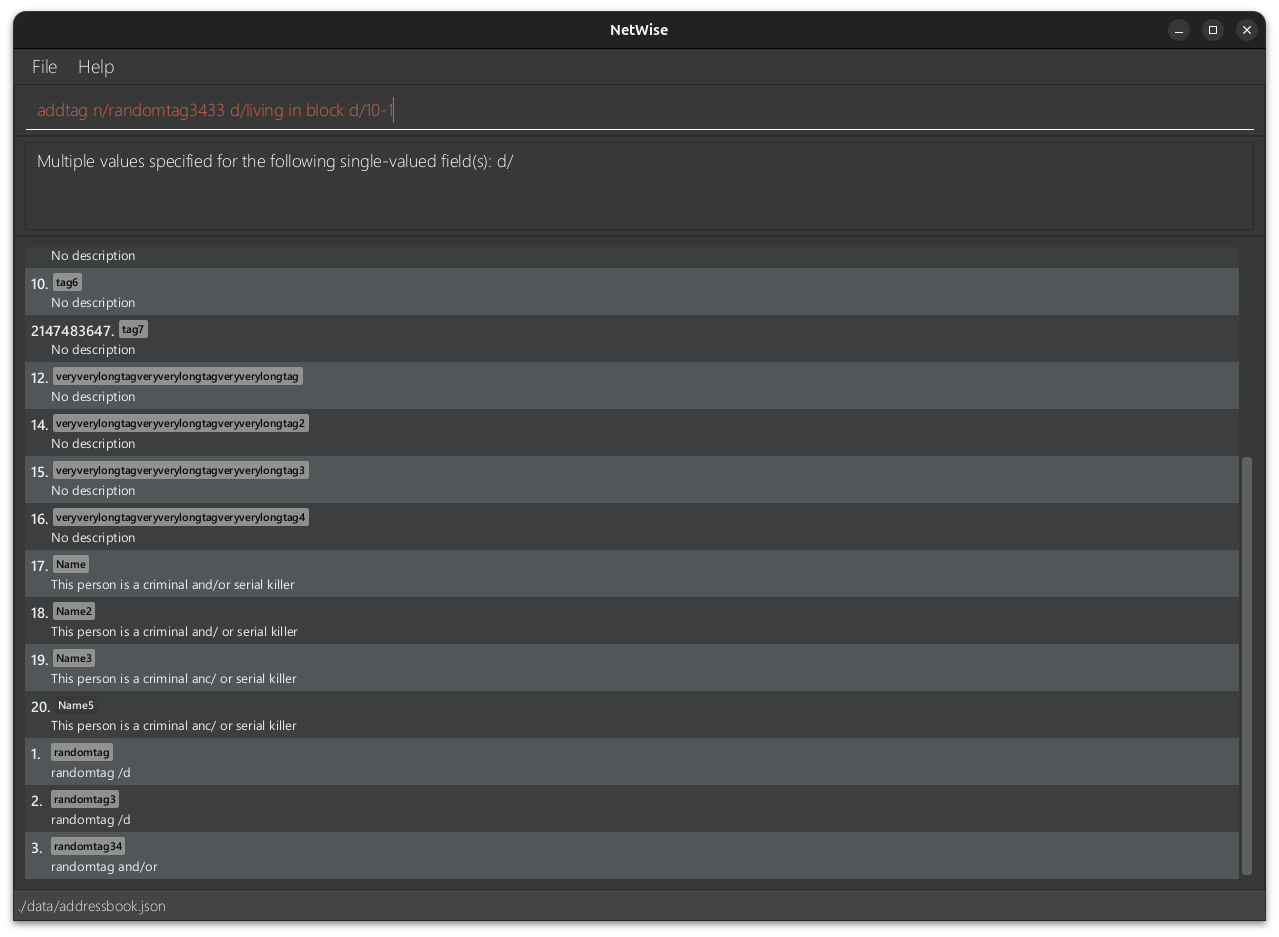 NetWise
File Help
addtag n/randomtag3433 d/living in block d/10-1
Multiple values specified for the following single-valued field(s): d/
No description
10. tag6
No description
2147483647. tag7
No description
12. veryverylongtagveryverylongtagveryverylongtag
No description
14. veryverylongtagveryverylongtagveryverylongtag2
No description
15. veryverylongtagveryverylongtagveryverylongtag3
No description
16. veryverylongtagveryverylongtagveryverylongtag4
No description
17. Name
This person is a criminal and/or serial killer
18. Name2
This person is a criminal and/ or serial killer
19. Name3
This person is a criminal anc/ or serial killer
20. Name5
This person is a criminal anc/ or serial killer
1. randomtag
randomtag /d
2. randomtag3
randomtag /d
3. randomtag34
randomtag and/or
./data/addressbook.json